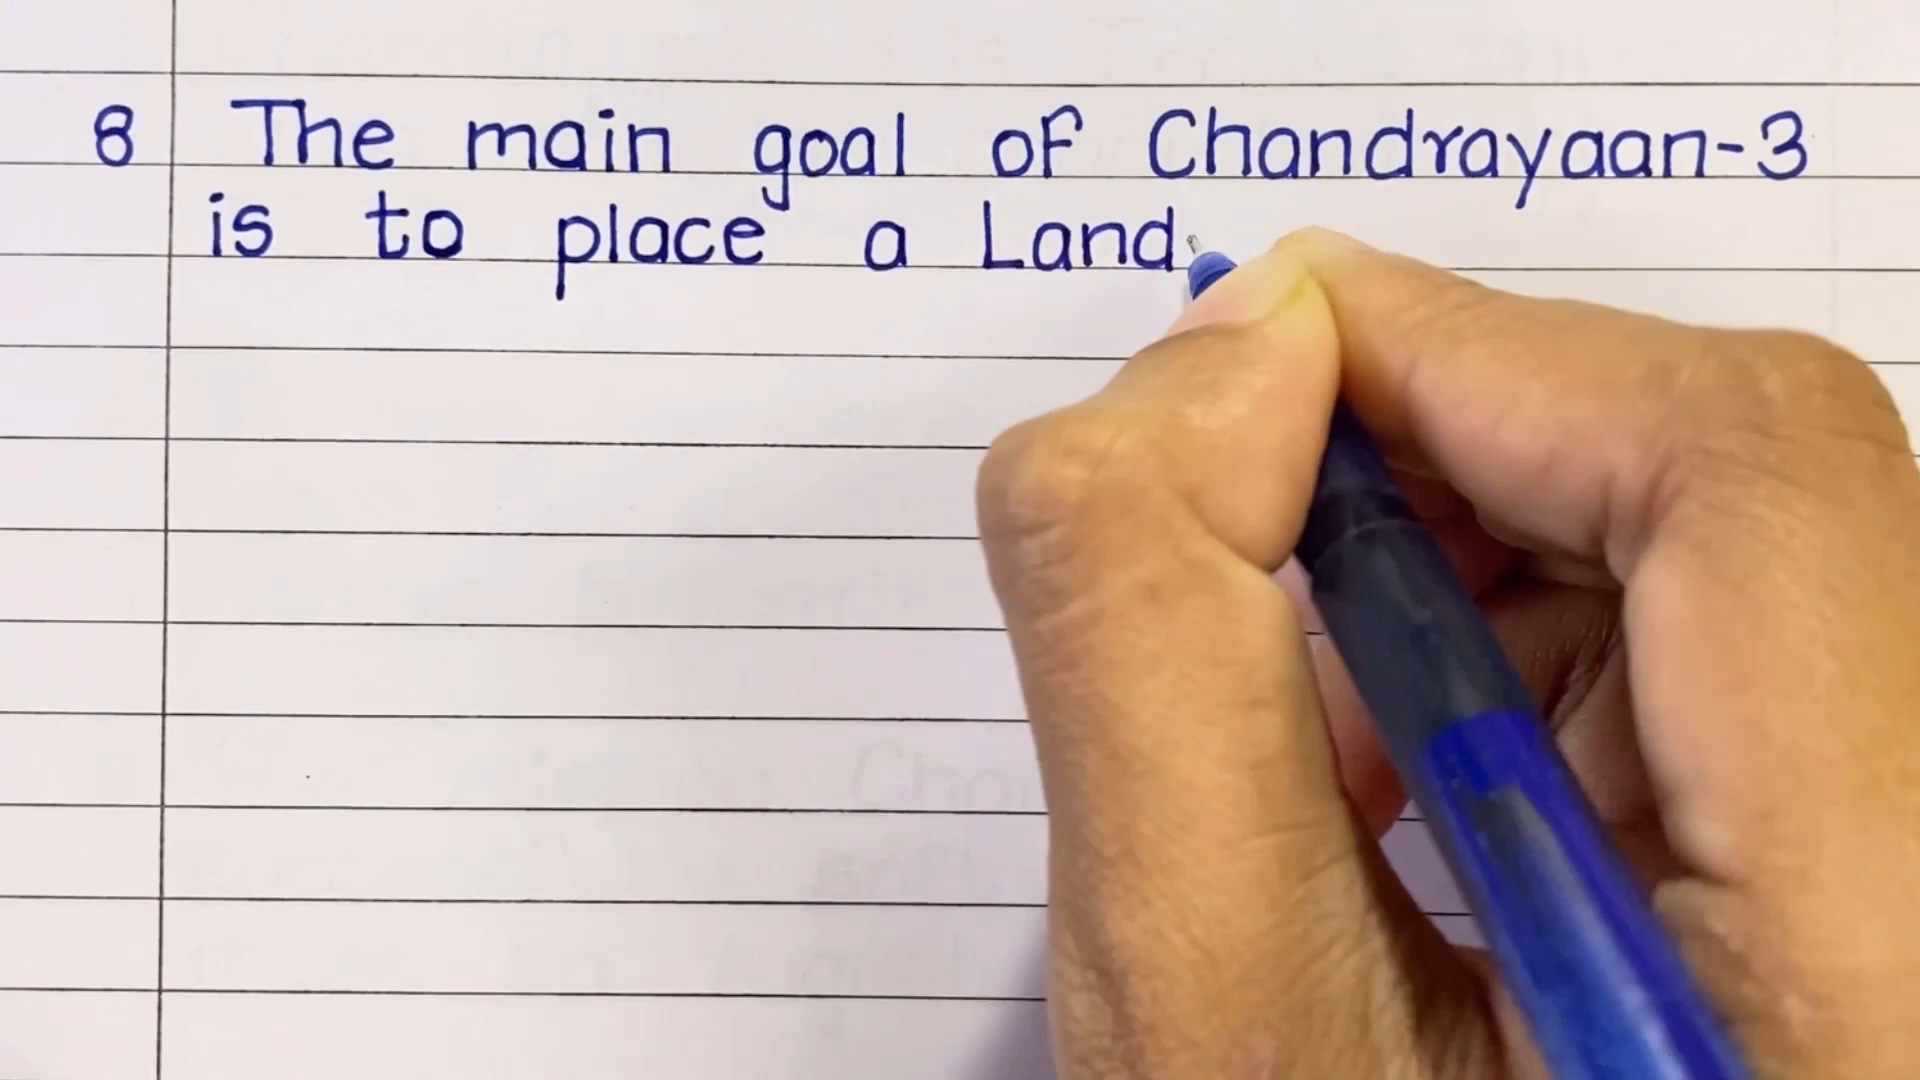 8 The main goal of Chandrayaan-3
is to place a Land